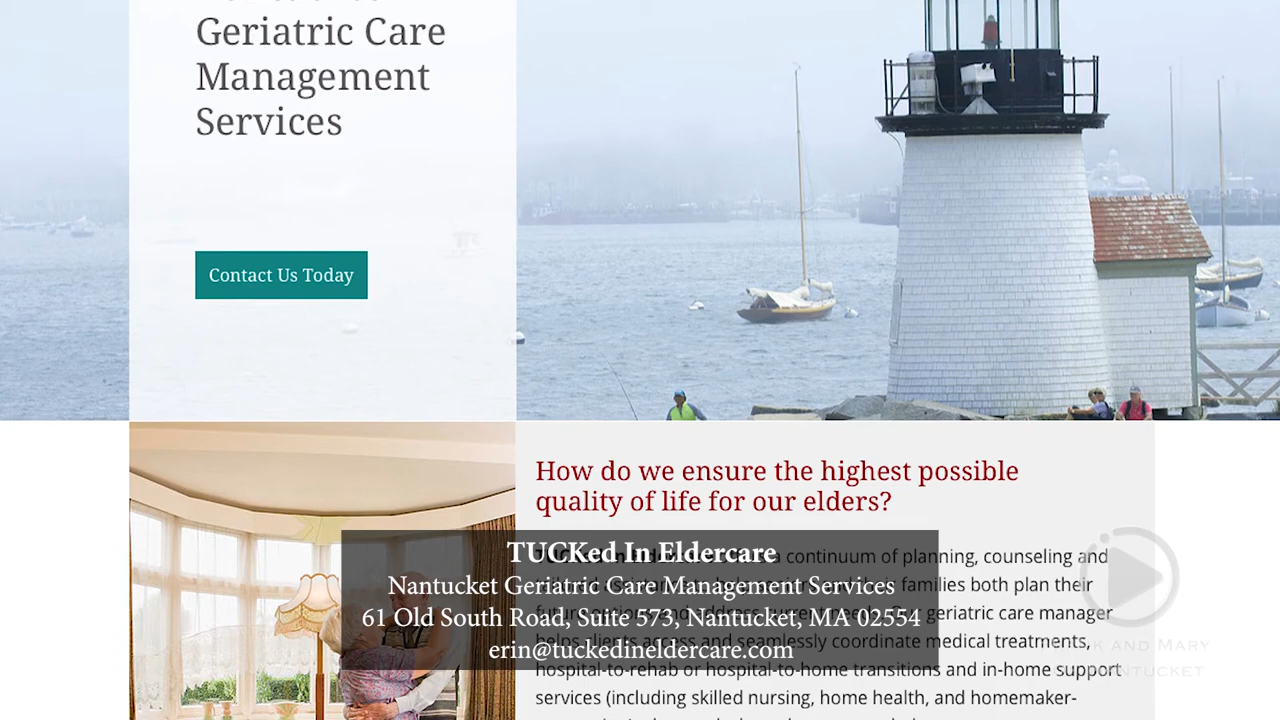 Geriatric Care
Management
Services
Contact Us Today
How do we ensure the highest possible
quality of life for our elders?
a continuum of planning, counseling and
families both plan their
geriatric care manager
helps clients access and seamlessly coordinate medical treatments,
hospital-to-rehab or hospital-to-home transitions and in-home support
services (including skilled nursing, home health, and homemaker-
TUCKed In Eldercare
Nantucket Geriatric Care Management Services
61 Old South Road, Suite 573, Nantucket, MA 02554
erin@tuckedineldercare.com
AND MARY